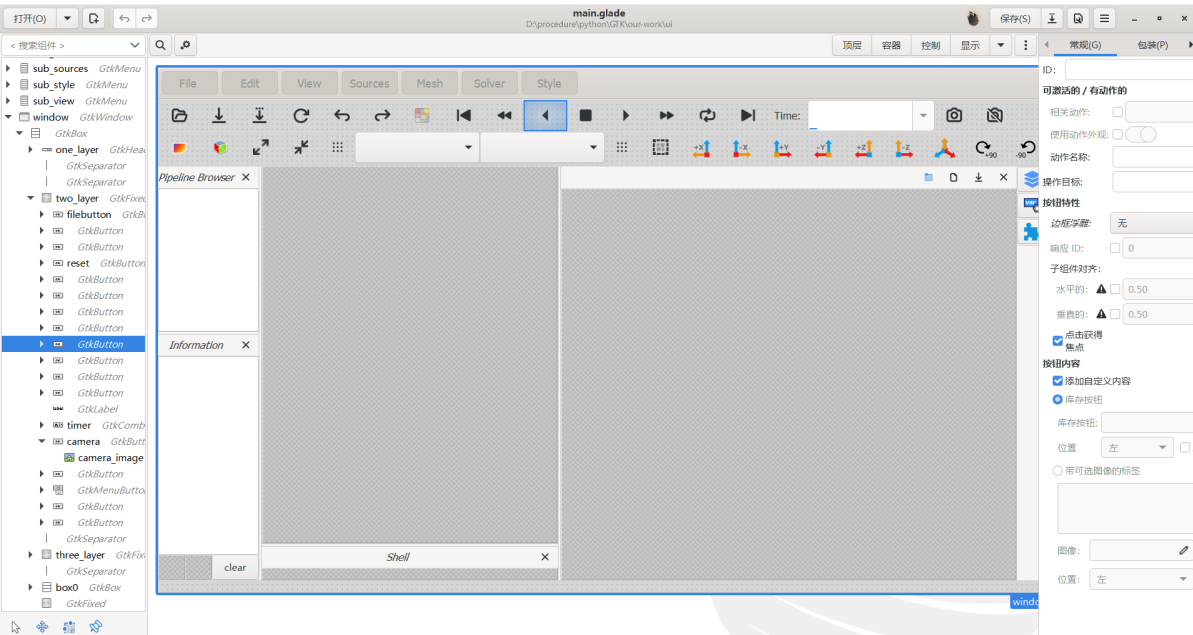 打开(O)
main.glade
D:\procedure\python\GTK\our-work\ui
保存(S)
< 搜索组件 >
顶层
容器
控制
显示
常规(G)
包装(P)
sub_sources GtkMenu
sub_style GtkMenu
sub_view GtkMenu
window GtkWindow
GtkBox
one_layer GtkHea
GtkSeparator
GtkSeparator
two_layer GtkFixe
filebutton GtkB
GtkButton
GtkButton
reset GtkButton
GtkButton
GtkButton
GtkButton
GtkButton
GtkButton
GtkButton
GtkButton
GtkButton
GtkLabel
timer GtkComb
camera GtkButt
camera_image
GtkButton
GtkMenuButto
GtkButton
GtkButton
GtkSeparator
three_layer GtkFix
GtkSeparator
box0 GtkBox
GtkFixed
File
Edit
View
Sources
Mesh
Solver
Style
Time:
+X
-X
+Y
-Y
+Z
-Z
+90
-90
Pipeline Browser
Information
clear
Shell
windo
ID:
可激活的 / 有动作的
相关动作:
使用动作外观:
动作名称:
操作目标:
按钮特性
边框浮雕:
无
响应 ID:
0
子组件对齐:
水平的:
0.50
垂直的:
0.50
点击获得
焦点
按钮内容
添加自定义内容
库存按钮
库存按钮:
位置
左
带可选图像的标签
图像:
位置:
左